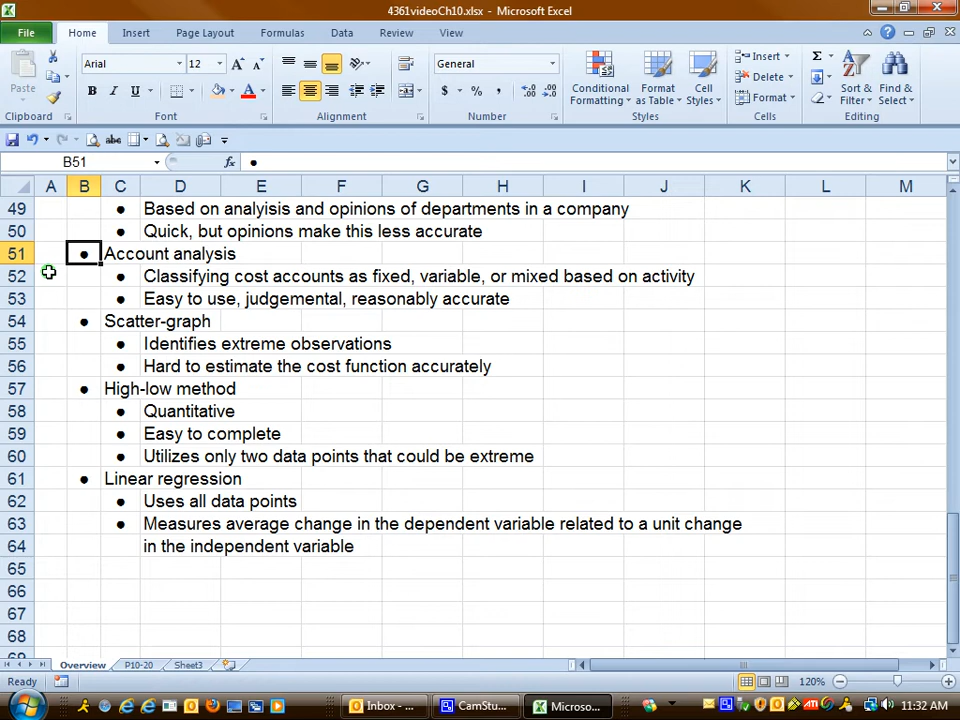 4361videoCh10.xlsx - Microsoft Excel
File Home Insert Page Layout Formulas Data Review View
Arial 12 General
Paste
B I U $ % ,
Conditional Formatting Format as Table Cell Styles
Insert Delete Format
Sort & Filter Find & Select
Clipboard Font Alignment Number Styles Cells Editing
B51 fx ●
A B C D E F G H I J K L M
49 ● Based on analyisis and opinions of departments in a company
50 ● Quick, but opinions make this less accurate
51 ● Account analysis
52 ● Classifying cost accounts as fixed, variable, or mixed based on activity
53 ● Easy to use, judgemental, reasonably accurate
54 ● Scatter-graph
55 ● Identifies extreme observations
56 ● Hard to estimate the cost function accurately
57 ● High-low method
58 ● Quantitative
59 ● Easy to complete
60 ● Utilizes only two data points that could be extreme
61 ● Linear regression
62 ● Uses all data points
63 ● Measures average change in the dependent variable related to a unit change
64 in the independent variable
65
66
67
68
Overview P10-20 Sheet3
Ready 120%
Inbox - ... CamStu... Microso... 11:32 AM